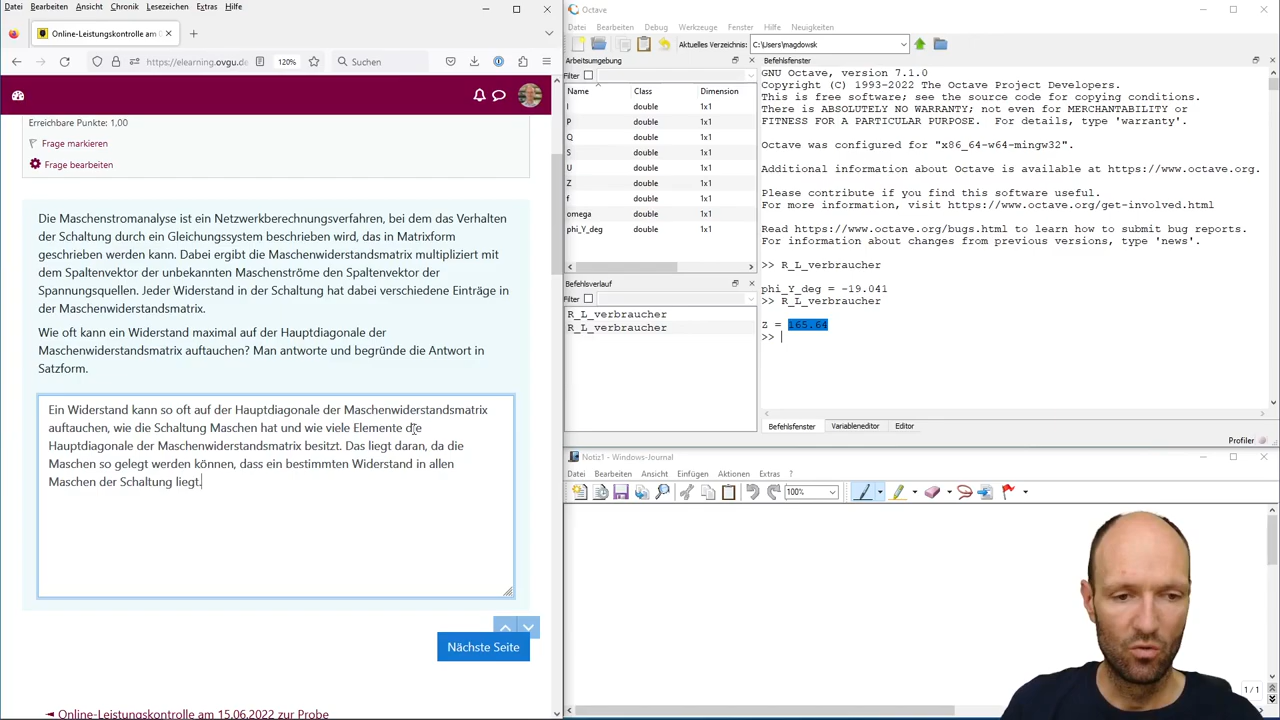 Datei Bearbeiten Ansicht Chronik Lesezeichen Extras Hilfe
Online-Leistungskontrolle am
https://elearning.ovgu.de
120%
Suchen
Erreichbare Punkte: 1,00
Frage markieren
Frage bearbeiten
Die Maschenstromanalyse ist ein Netzwerkberechnungsverfahren, bei dem das Verhalten
der Schaltung durch ein Gleichungssystem beschrieben wird, das in Matrixform
geschrieben werden kann. Dabei ergibt die Maschenwiderstandsmatrix multipliziert mit
dem Spaltenvektor der unbekannten Maschenströme den Spaltenvektor der
Spannungsquellen. Jeder Widerstand in der Schaltung hat dabei verschiedene Einträge in
der Maschenwiderstandsmatrix.
Wie oft kann ein Widerstand maximal auf der Hauptdiagonale der
Maschenwiderstandsmatrix auftauchen? Man antworte und begründe die Antwort in
Satzform.
Ein Widerstand kann so oft auf der Hauptdiagonale der Maschenwiderstandsmatrix
auftauchen, wie die Schaltung Maschen hat und wie viele Elemente die
Hauptdiagonale der Maschenwiderstandsmatrix besitzt. Das liegt daran, da die
Maschen so gelegt werden können, dass ein bestimmten Widerstand in allen
Maschen der Schaltung liegt.
Nächste Seite
◄ Online-Leistungskontrolle am 15.06.2022 zur Probe
Octave
Datei Bearbeiten Debug Werkzeuge Fenster Hilfe Neuigkeiten
Aktuelles Verzeichnis: C:\Users\magdowsk
Arbeitsumgebung
Filter
Name Class Dimension
I double 1x1
P double 1x1
Q double 1x1
S double 1x1
U double 1x1
Z double 1x1
f double 1x1
omega double 1x1
phi_Y_deg double 1x1
Befehlsverlauf
Filter
R_L_verbraucher
R_L_verbraucher
Befehlsfenster
GNU Octave, version 7.1.0
Copyright (C) 1993-2022 The Octave Project Developers.
This is free software; see the source code for copying conditions.
There is ABSOLUTELY NO WARRANTY; not even for MERCHANTABILITY or
FITNESS FOR A PARTICULAR PURPOSE. For details, type 'warranty'.
Octave was configured for "x86_64-w64-mingw32".
Additional information about Octave is available at https://www.octave.org.
Please contribute if you find this software useful.
For more information, visit https://www.octave.org/get-involved.html
Read https://www.octave.org/bugs.html to learn how to submit bug reports.
For information about changes from previous versions, type 'news'.
>> R_L_verbraucher
phi_Y_deg = -19.041
>> R_L_verbraucher
Z = 165.64
>>
Befehlsfenster Variableneditor Editor
Profiler
Notiz1 - Windows-Journal
Datei Bearbeiten Ansicht Einfügen Aktionen Extras ?
100%
1 / 1